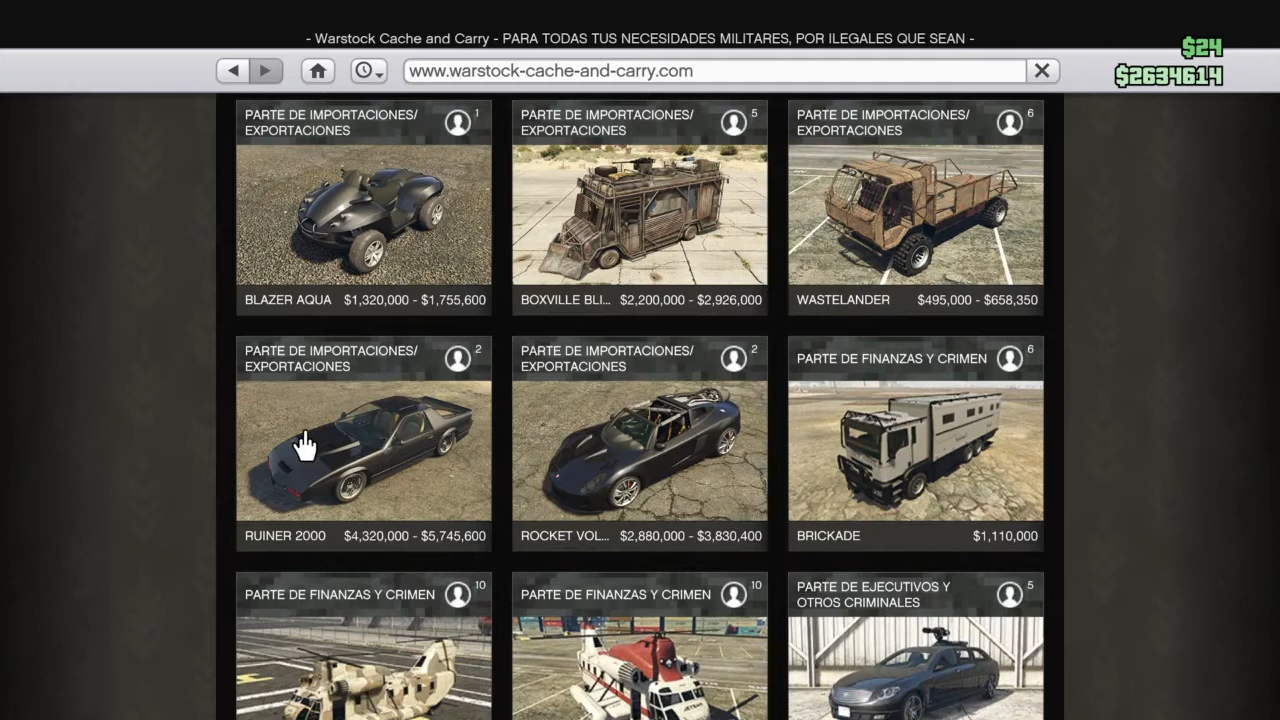 - Warstock Cache and Carry - PARA TODAS TUS NECESIDADES MILITARES, POR ILEGALES QUE SEAN -
$24
www.warstock-cache-and-carry.com
$2634614
PARTE DE IMPORTACIONES/
EXPORTACIONES
1
PARTE DE IMPORTACIONES/
EXPORTACIONES
5
PARTE DE IMPORTACIONES/
EXPORTACIONES
6
BLAZER AQUA $1,320,000 - $1,755,600
BOXVILLE BLI... $2,200,000 - $2,926,000
WASTELANDER $495,000 - $658,350
PARTE DE IMPORTACIONES/
EXPORTACIONES
2
PARTE DE IMPORTACIONES/
EXPORTACIONES
2
PARTE DE FINANZAS Y CRIMEN
6
RUINER 2000 $4,320,000 - $5,745,600
ROCKET VOL... $2,880,000 - $3,830,400
BRICKADE $1,110,000
PARTE DE FINANZAS Y CRIMEN
10
PARTE DE FINANZAS Y CRIMEN
10
PARTE DE EJECUTIVOS Y
OTROS CRIMINALES
5